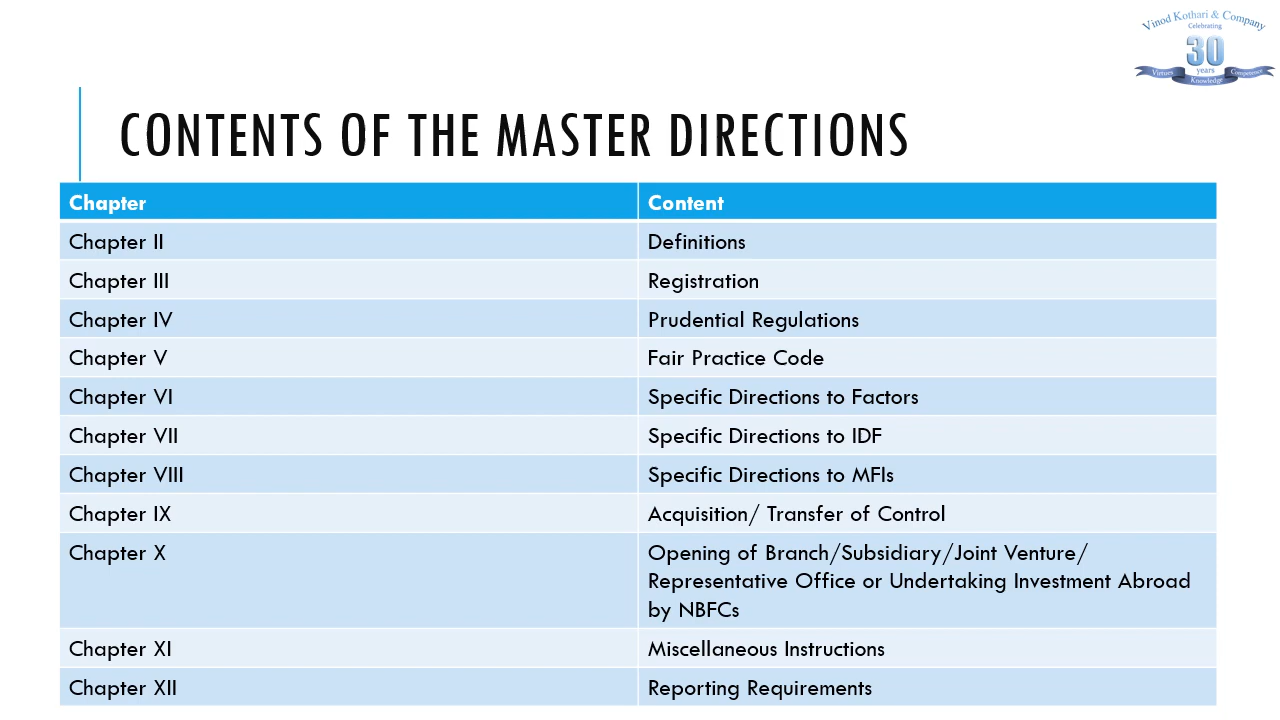 Vinod Kothari & Company
Celebrating
30
years
Virtues Knowledge Competence
CONTENTS OF THE MASTER DIRECTIONS
Chapter Content
Chapter II Definitions
Chapter III Registration
Chapter IV Prudential Regulations
Chapter V Fair Practice Code
Chapter VI Specific Directions to Factors
Chapter VII Specific Directions to IDF
Chapter VIII Specific Directions to MFIs
Chapter IX Acquisition/ Transfer of Control
Chapter X Opening of Branch/Subsidiary/Joint Venture/
Representative Office or Undertaking Investment Abroad
by NBFCs
Chapter XI Miscellaneous Instructions
Chapter XII Reporting Requirements